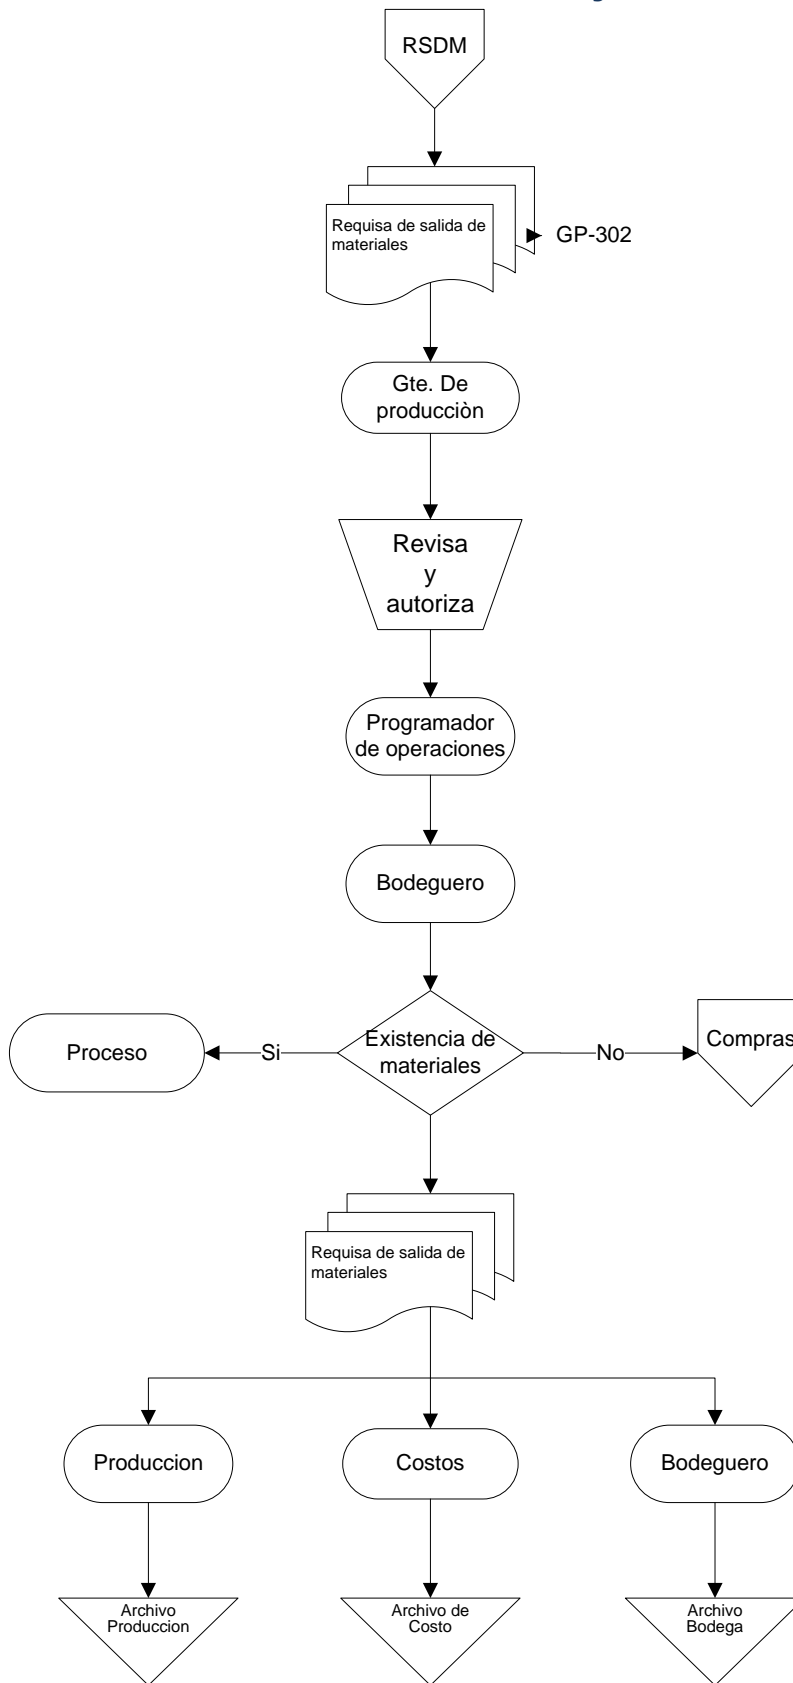 RSDM
Requisa de salida de
materiales
GP-302
Gte. De
producciòn
Revisa
y
autoriza
Programador
de operaciones
Bodeguero
Proceso
Si
Existencia de
materiales
No
Compras
Requisa de salida de
materiales
Produccion
Costos
Bodeguero
Archivo
Produccion
Archivo de
Costo
Archivo
Bodega